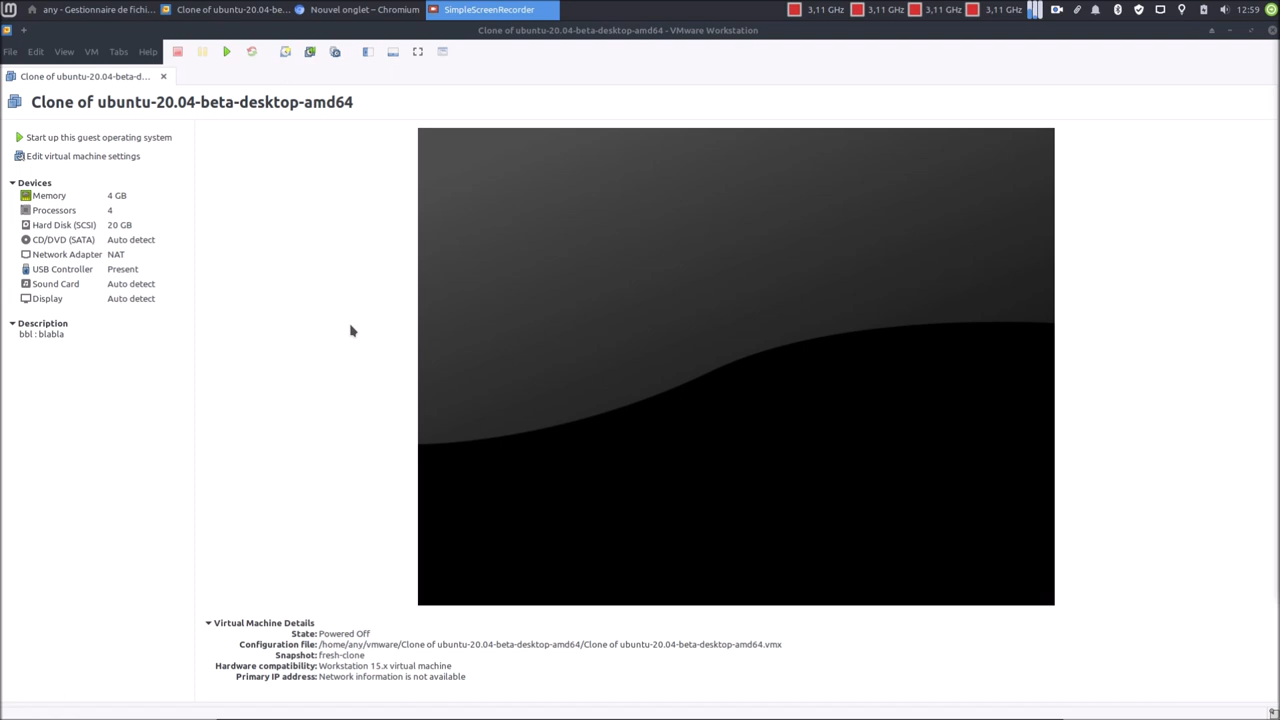 any - Gestionnaire de fichi...
Clone of ubuntu-20.04-be...
Nouvel onglet – Chromium
SimpleScreenRecorder
3,11 GHz
3,11 GHz
3,11 GHz
3,11 GHz
12:59
Clone of ubuntu-20.04-beta-desktop-amd64 - VMware Workstation
File Edit View VM Tabs Help
Clone of ubuntu-20.04-beta-d...
Clone of ubuntu-20.04-beta-desktop-amd64
Start up this guest operating system
Edit virtual machine settings
Devices
Memory 4 GB
Processors 4
Hard Disk (SCSI) 20 GB
CD/DVD (SATA) Auto detect
Network Adapter NAT
USB Controller Present
Sound Card Auto detect
Display Auto detect
Description
bbl : blabla
Virtual Machine Details
State: Powered Off
Configuration file: /home/any/vmware/Clone of ubuntu-20.04-beta-desktop-amd64/Clone of ubuntu-20.04-beta-desktop-amd64.vmx
Snapshot: fresh-clone
Hardware compatibility: Workstation 15.x virtual machine
Primary IP address: Network information is not available